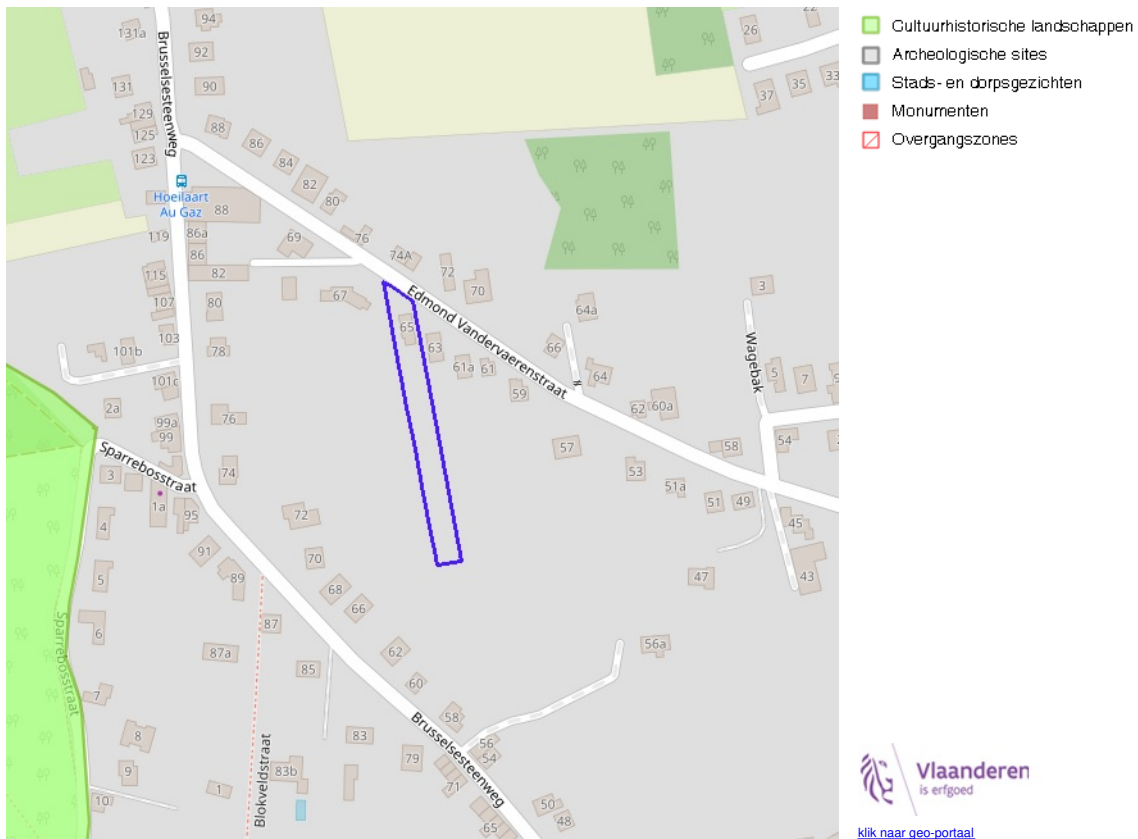 Cultuurhistorische landschappen
Archeologische sites
Stads- en dorpsgezichten
Monumenten
Overgangszones
131a
94
92
90
131
129
125
123
88
86
84
82
80
26
22
37
35
33
Brusselsesteenweg
Hoeilaart
Au Gaz
88
119
86a
86
82
69
76
74A
72
70
67
3
115
107
80
103
78
101b
101c
65
63
61a
61
59
Edmond Vandervaerenstraat
64a
66
64
62
60a
Wagebak
5
7
9
2a
99a
99
76
74
57
53
51a
58
54
51
49
45
43
47
Sparrebosstraat
3
1a
95
4
5
6
7
8
9
10
Sparrebosstraat
91
89
72
70
68
66
87
87a
85
62
60
58
56
54
56a
83
79
71
83b
1
Blokveldstraat
Brusselsesteenweg
50
48
65
Vlaanderen
is erfgoed
klik naar geo-portaal